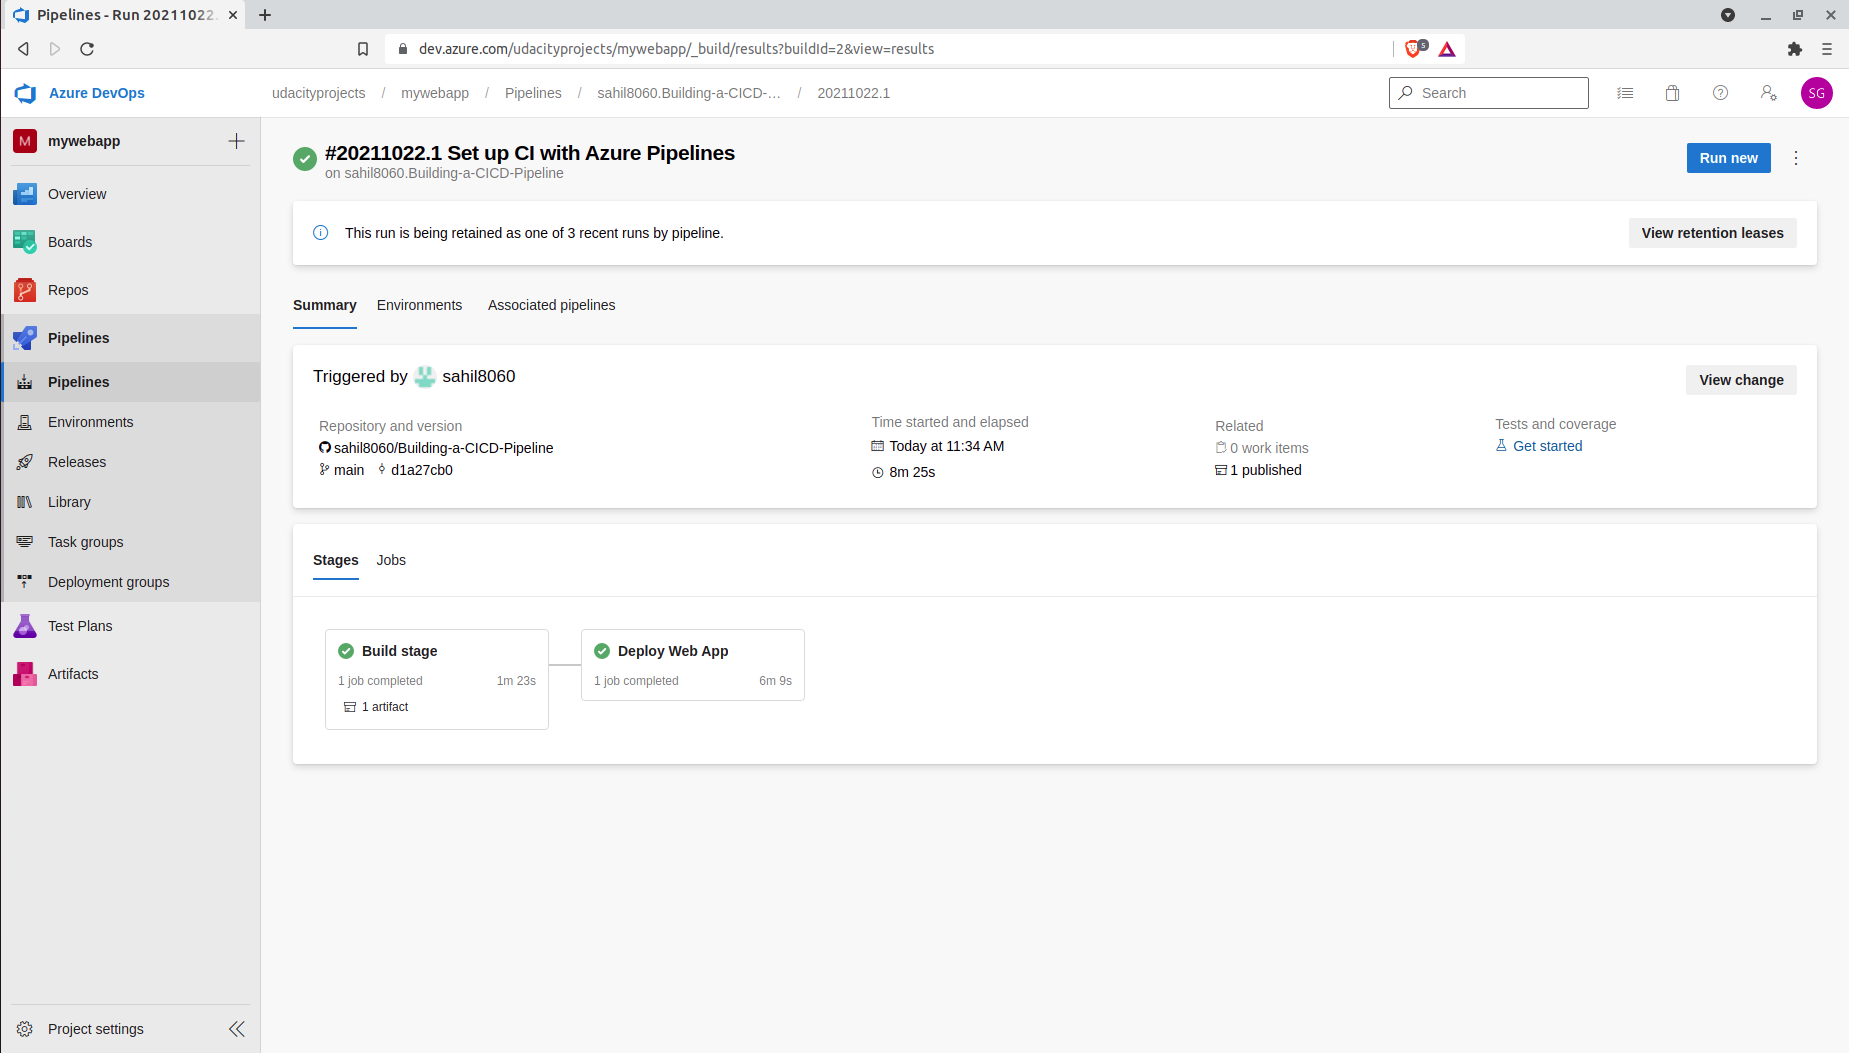 Pipelines - Run 20211022.
dev.azure.com/udacityprojects/mywebapp/_build/results?buildId=2&view=results
5
Azure DevOps
udacityprojects / mywebapp / Pipelines / sahil8060.Building-a-CICD-... / 20211022.1
Search
SG
M mywebapp
Overview
Boards
Repos
Pipelines
Pipelines
Environments
Releases
Library
Task groups
Deployment groups
Test Plans
Artifacts
Project settings
#20211022.1 Set up CI with Azure Pipelines
on sahil8060.Building-a-CICD-Pipeline
Run new
This run is being retained as one of 3 recent runs by pipeline.
View retention leases
Summary Environments Associated pipelines
Triggered by sahil8060
View change
Repository and version
sahil8060/Building-a-CICD-Pipeline
main d1a27cb0
Time started and elapsed
Today at 11:34 AM
8m 25s
Related
0 work items
1 published
Tests and coverage
Get started
Stages Jobs
Build stage
1 job completed 1m 23s
1 artifact
Deploy Web App
1 job completed 6m 9s